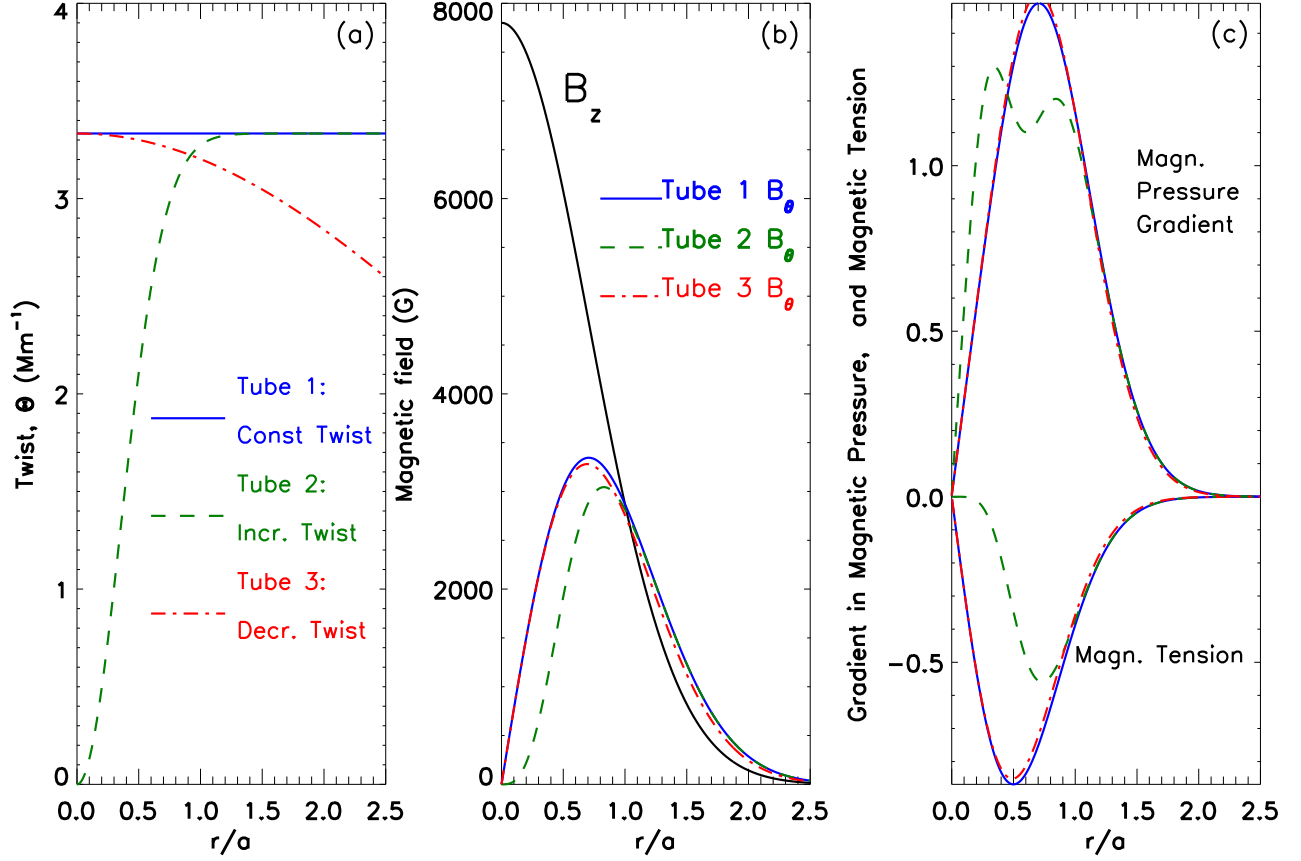 (a)
4
3
2
1
0
Twist, Θ (Mm⁻¹)
Tube 1:
Const Twist
Tube 2:
Incr. Twist
Tube 3:
Decr. Twist
0.0 0.5 1.0 1.5 2.0 2.5
r/a
(b)
8000
6000
4000
2000
0
Magnetic field (G)
B_z
Tube 1 B_θ
Tube 2 B_θ
Tube 3 B_θ
0.0 0.5 1.0 1.5 2.0 2.5
r/a
(c)
1.0
0.5
0.0
−0.5
Gradient in Magnetic Pressure, and Magnetic Tension
Magn.
Pressure
Gradient
Magn. Tension
0.0 0.5 1.0 1.5 2.0 2.5
r/a